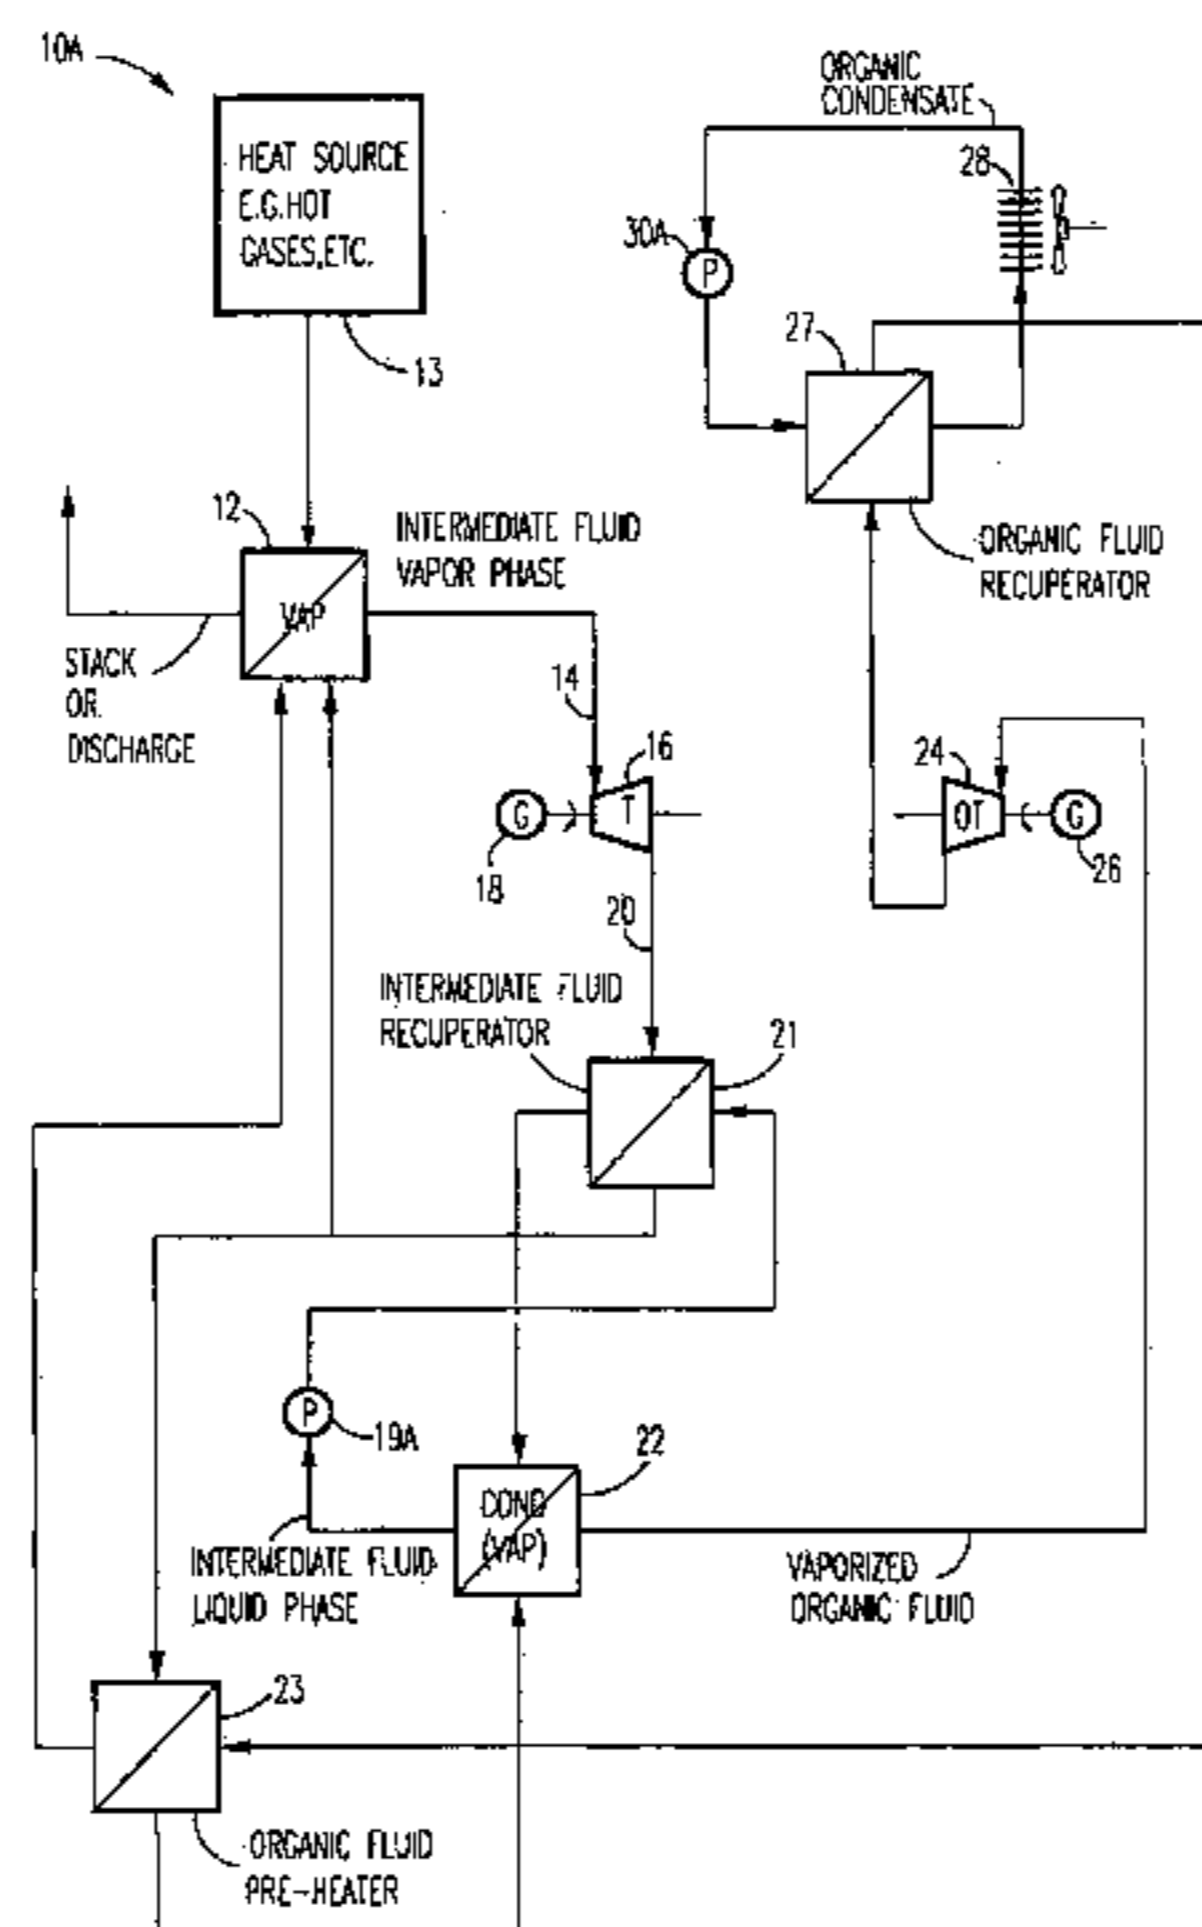 10A
HEAT SOURCE
E.G.HOT
GASES,ETC.
13
ORGANIC
CONDENSATE
28
30A
P
27
ORGANIC FLUID
RECUPERATOR
12
VAP
INTERMEDIATE FLUID
VAPOR PHASE
STACK
OR
DISCHARGE
14
16
T
G
18
20
24
OT
G
26
INTERMEDIATE FLUID
RECUPERATOR
21
P
19A
22
COND
(VAP)
INTERMEDIATE FLUID
LIQUID PHASE
VAPORIZED
ORGANIC FLUID
23
ORGANIC FLUID
PRE-HEATER